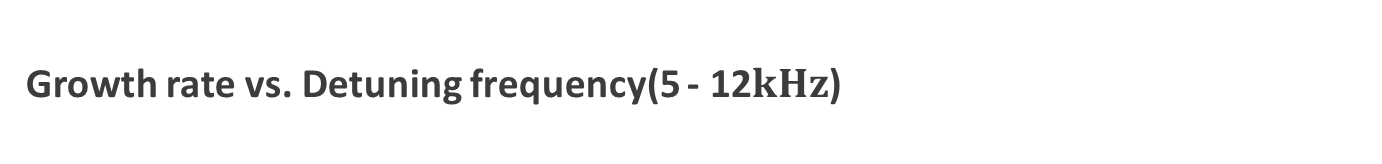 Growth rate vs. Detuning frequency(5 - 12kHz)